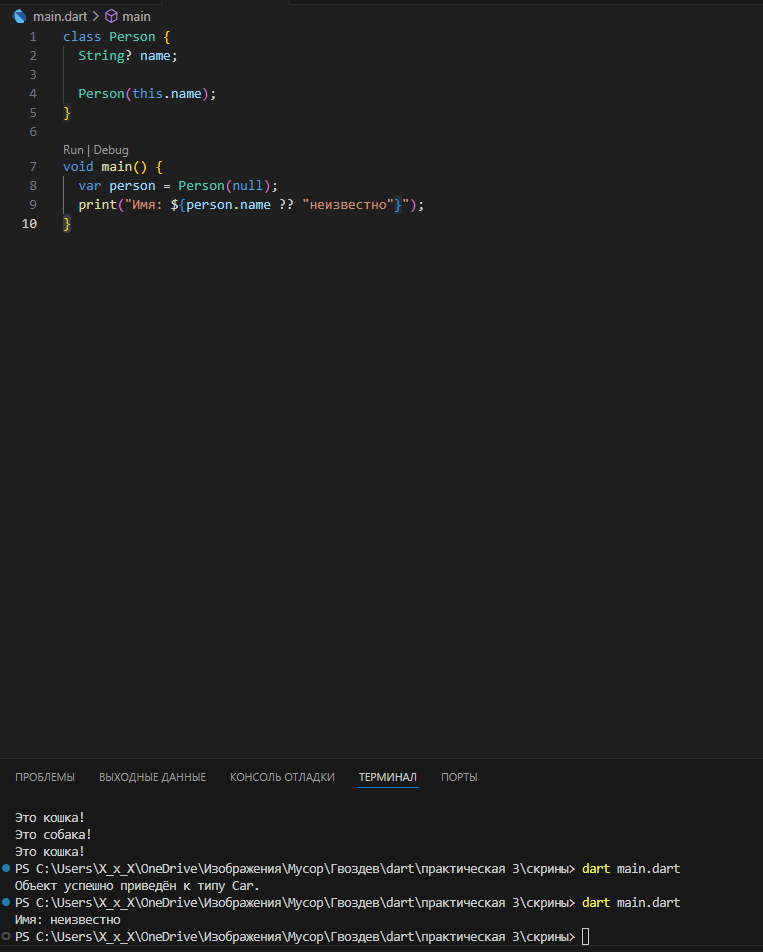 main.dart > main
1 class Person {
2 String? name;
3
4 Person(this.name);
5 }
6
Run | Debug
7 void main() {
8 var person = Person(null);
9 print("Имя: ${person.name ?? "неизвестно"}");
10 }
ПРОБЛЕМЫ ВЫХОДНЫЕ ДАННЫЕ КОНСОЛЬ ОТЛАДКИ ТЕРМИНАЛ ПОРТЫ
Это кошка!
Это собака!
Это кошка!
PS C:\Users\X_x_X\OneDrive\Изображения\Мусор\Гвоздев\dart\практическая 3\скрины> dart main.dart
Объект успешно приведён к типу Car.
PS C:\Users\X_x_X\OneDrive\Изображения\Мусор\Гвоздев\dart\практическая 3\скрины> dart main.dart
Имя: неизвестно
PS C:\Users\X_x_X\OneDrive\Изображения\Мусор\Гвоздев\dart\практическая 3\скрины>